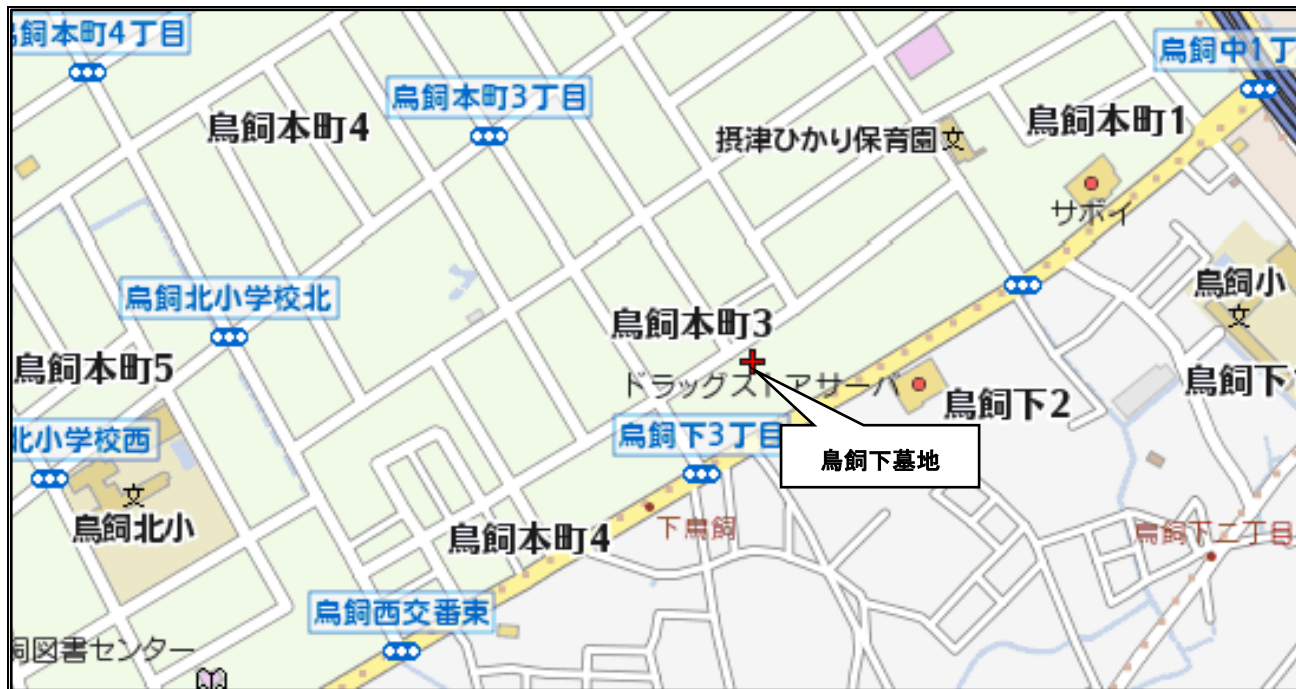 鳥飼本町4丁目
鳥飼中1丁
鳥飼本町3丁目
鳥飼本町4
鳥飼本町1
摂津ひかり保育園
サボイ
鳥飼小
鳥飼北小学校北
鳥飼本町3
鳥飼本町5
ドラッグストアサーバ
鳥飼下2
鳥飼下1
北小学校西
鳥飼下3丁目
鳥飼下墓地
鳥飼北小
下鳥飼
鳥飼本町4
鳥飼下二丁目
鳥飼西交番東
飼図書センター